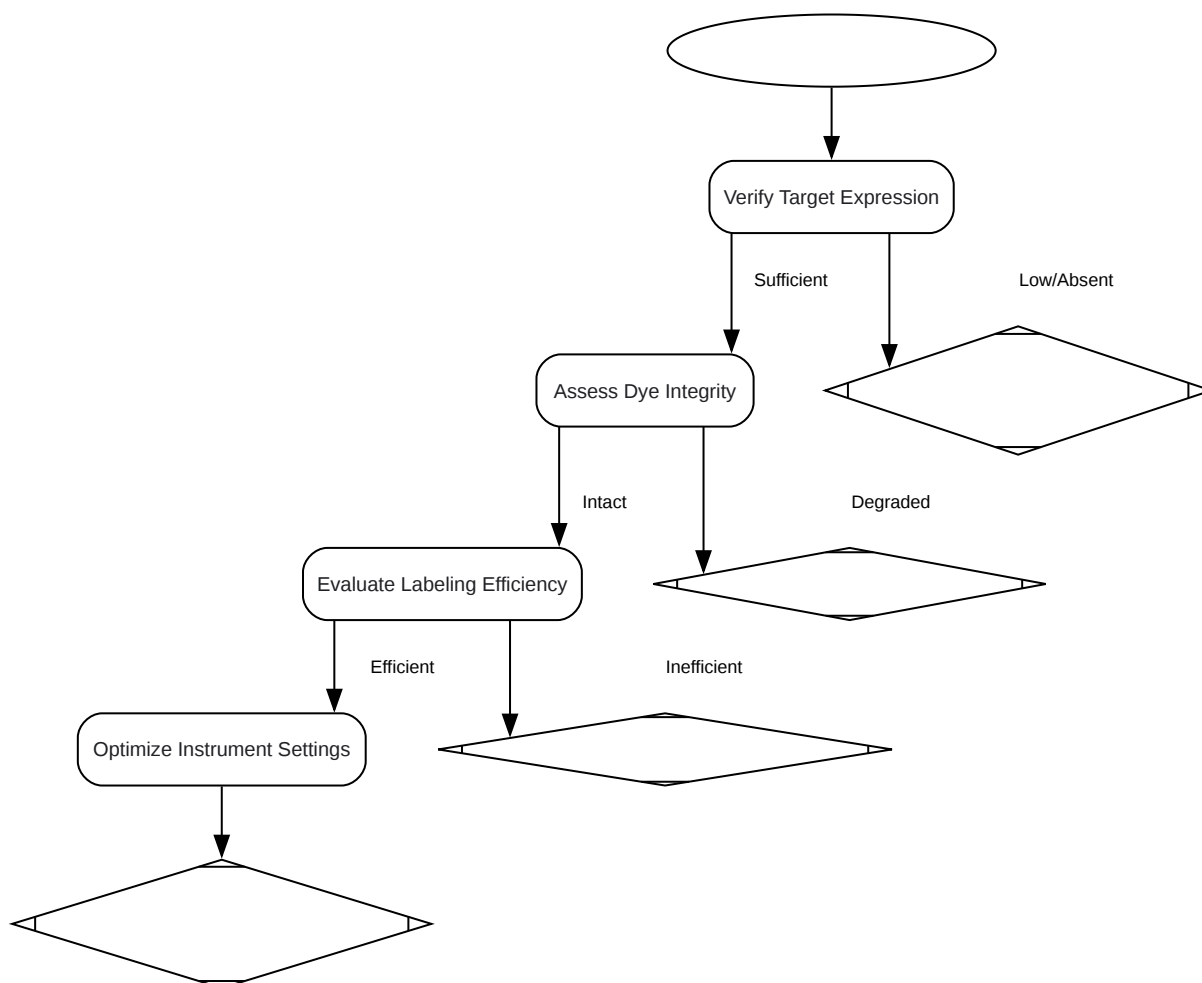 Verify Target Expression
Sufficient
Low/Absent
Assess Dye Integrity
Intact
Degraded
Evaluate Labeling Efficiency
Efficient
Inefficient
Optimize Instrument Settings